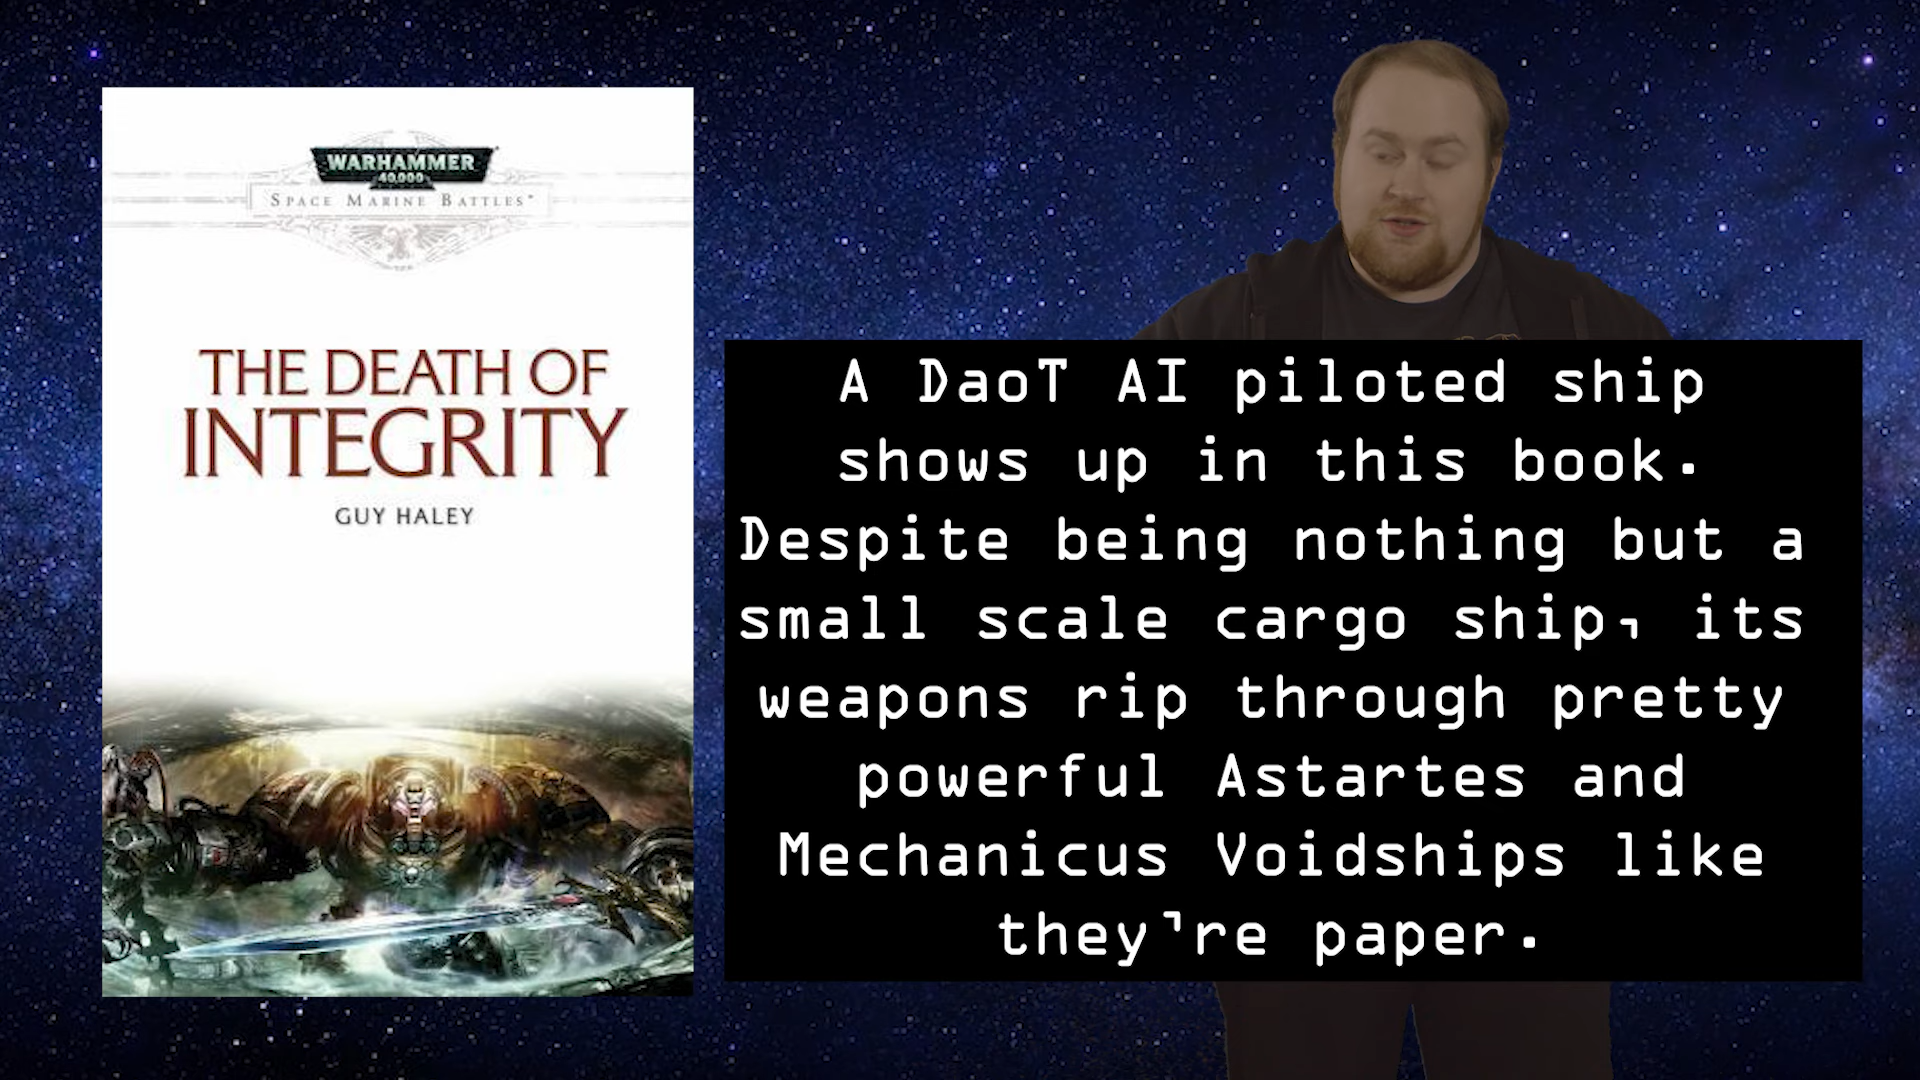 WARHAMMER
40,000
SPACE MARINE BATTLES
THE DEATH OF
INTEGRITY
GUY HALEY
A DaoT AI piloted ship
shows up in this book.
Despite being nothing but a
small scale cargo ship, its
weapons rip through pretty
powerful Astartes and
Mechanicus Voidships like
they're paper.